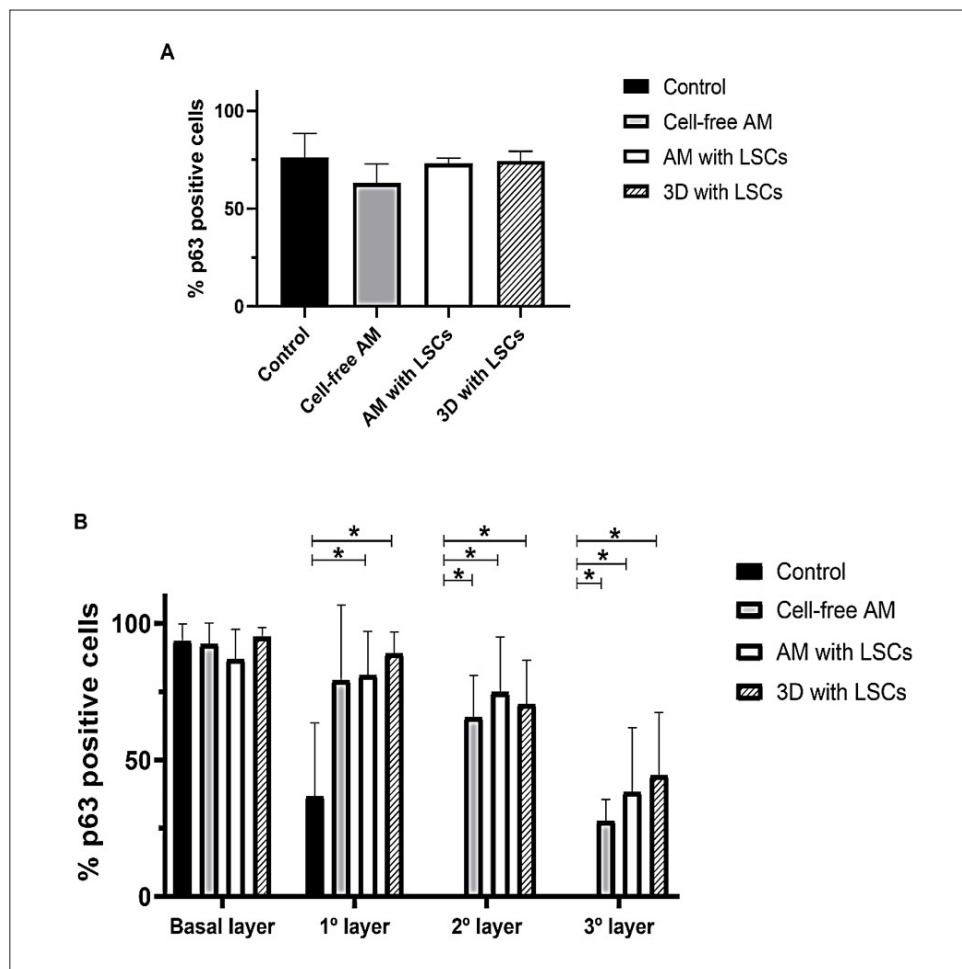 A
% p63 positive cells
100
50
0
Control
Cell-free AM
AM with LSCs
3D with LSCs
Control
Cell-free AM
AM with LSCs
3D with LSCs
B
% p63 positive cells
100
50
0
* * *
* * *
* *
Basal layer 1º layer 2º layer 3º layer
Control
Cell-free AM
AM with LSCs
3D with LSCs